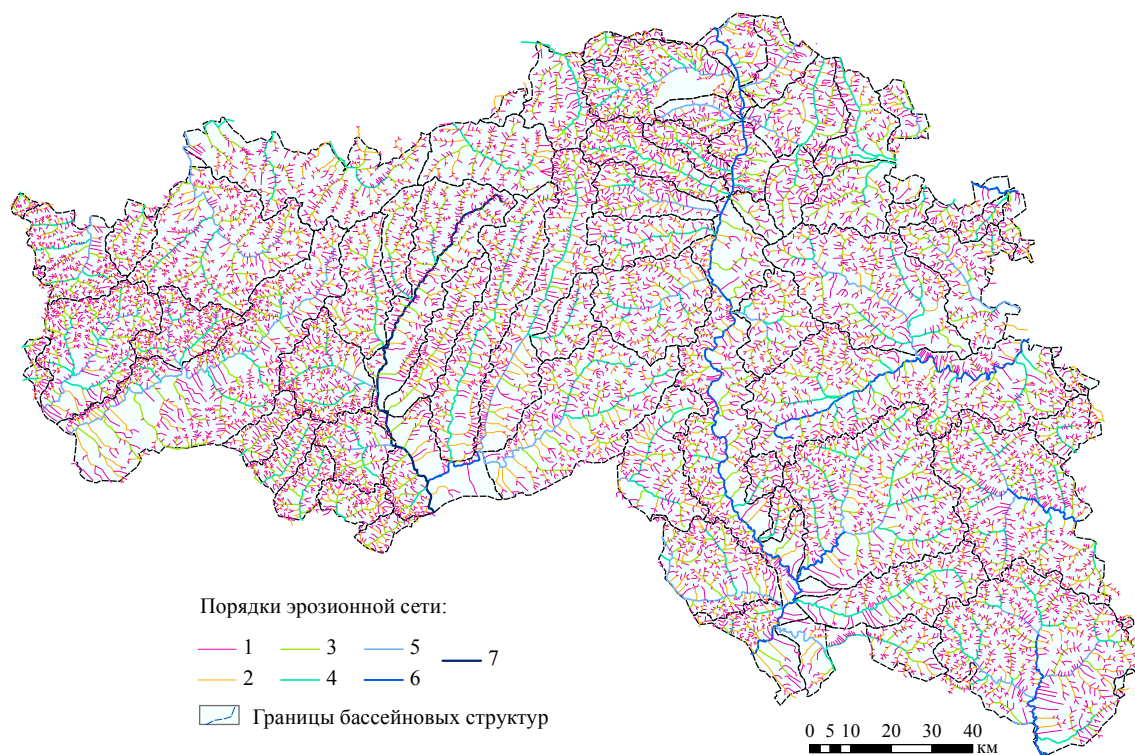 Порядки эрозионной сети:
1 3 5 7
2 4 6
Границы бассейновых структур
0 5 10 20 30 40
км